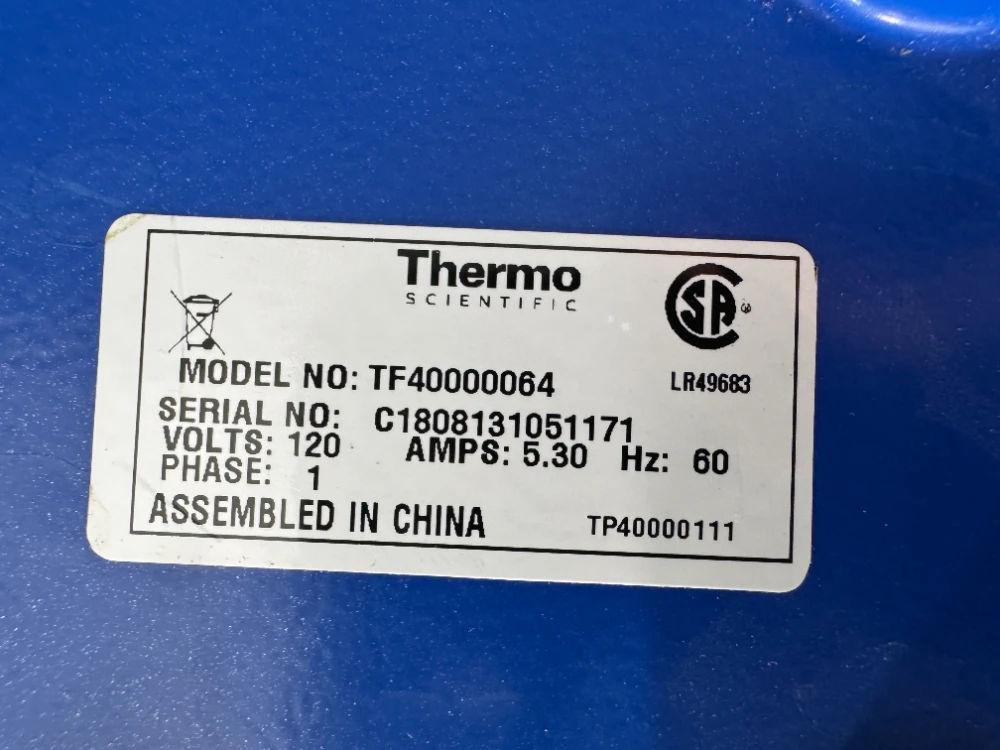 Thermo
SCIENTIFIC
SA ®
MODEL NO: TF40000064
LR49683
SERIAL NO: C1808131051171
VOLTS: 120 AMPS: 5.30 Hz: 60
PHASE: 1
ASSEMBLED IN CHINA
TP40000111